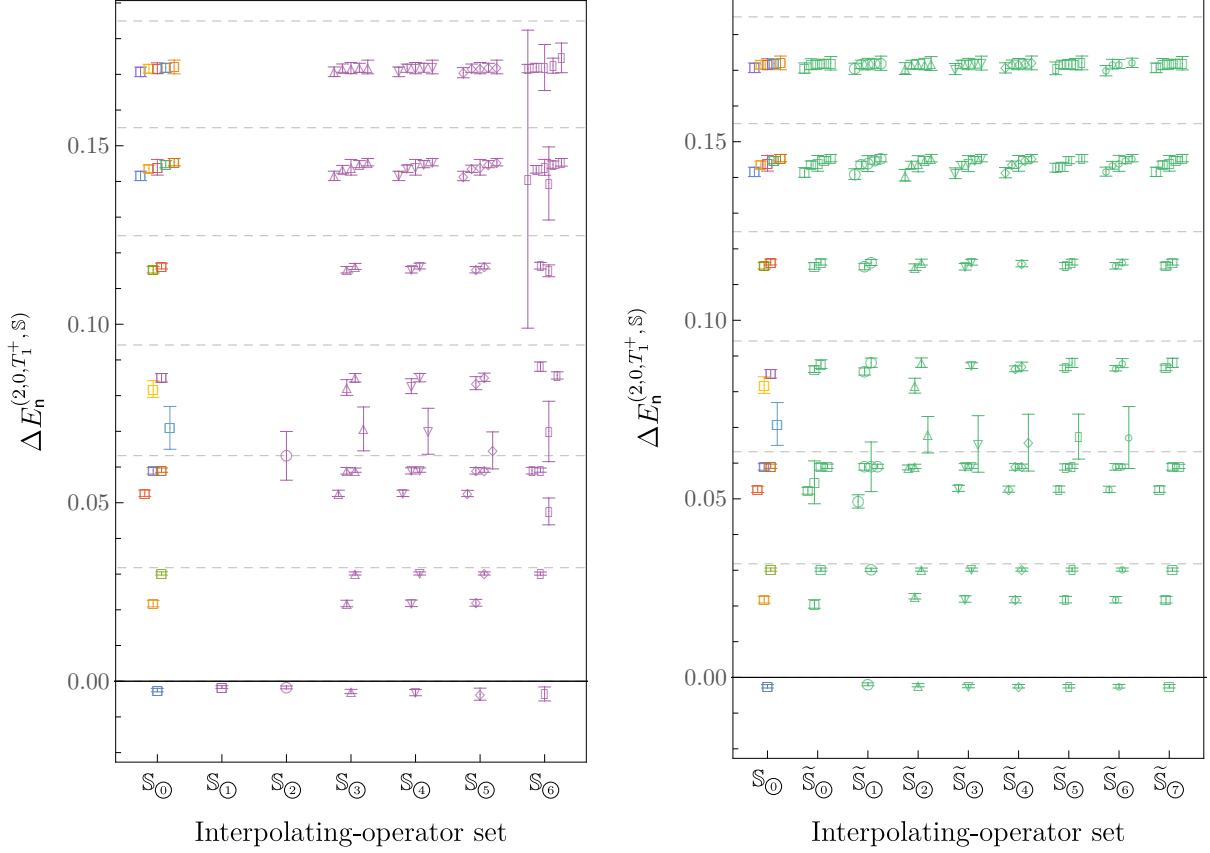 0.15
0.10
0.05
0.00
ΔE_n^{(2,0,T_1^+,𝕊)}
𝕊⓪ 𝕊① 𝕊② 𝕊③ 𝕊④ 𝕊⑤ 𝕊⑥
Interpolating-operator set
0.15
0.10
0.05
0.00
ΔE_n^{(2,0,T_1^+,𝕊)}
𝕊⓪ 𝕊̃⓪ 𝕊̃① 𝕊̃② 𝕊̃③ 𝕊̃④ 𝕊̃⑤ 𝕊̃⑥ 𝕊̃⑦
Interpolating-operator set